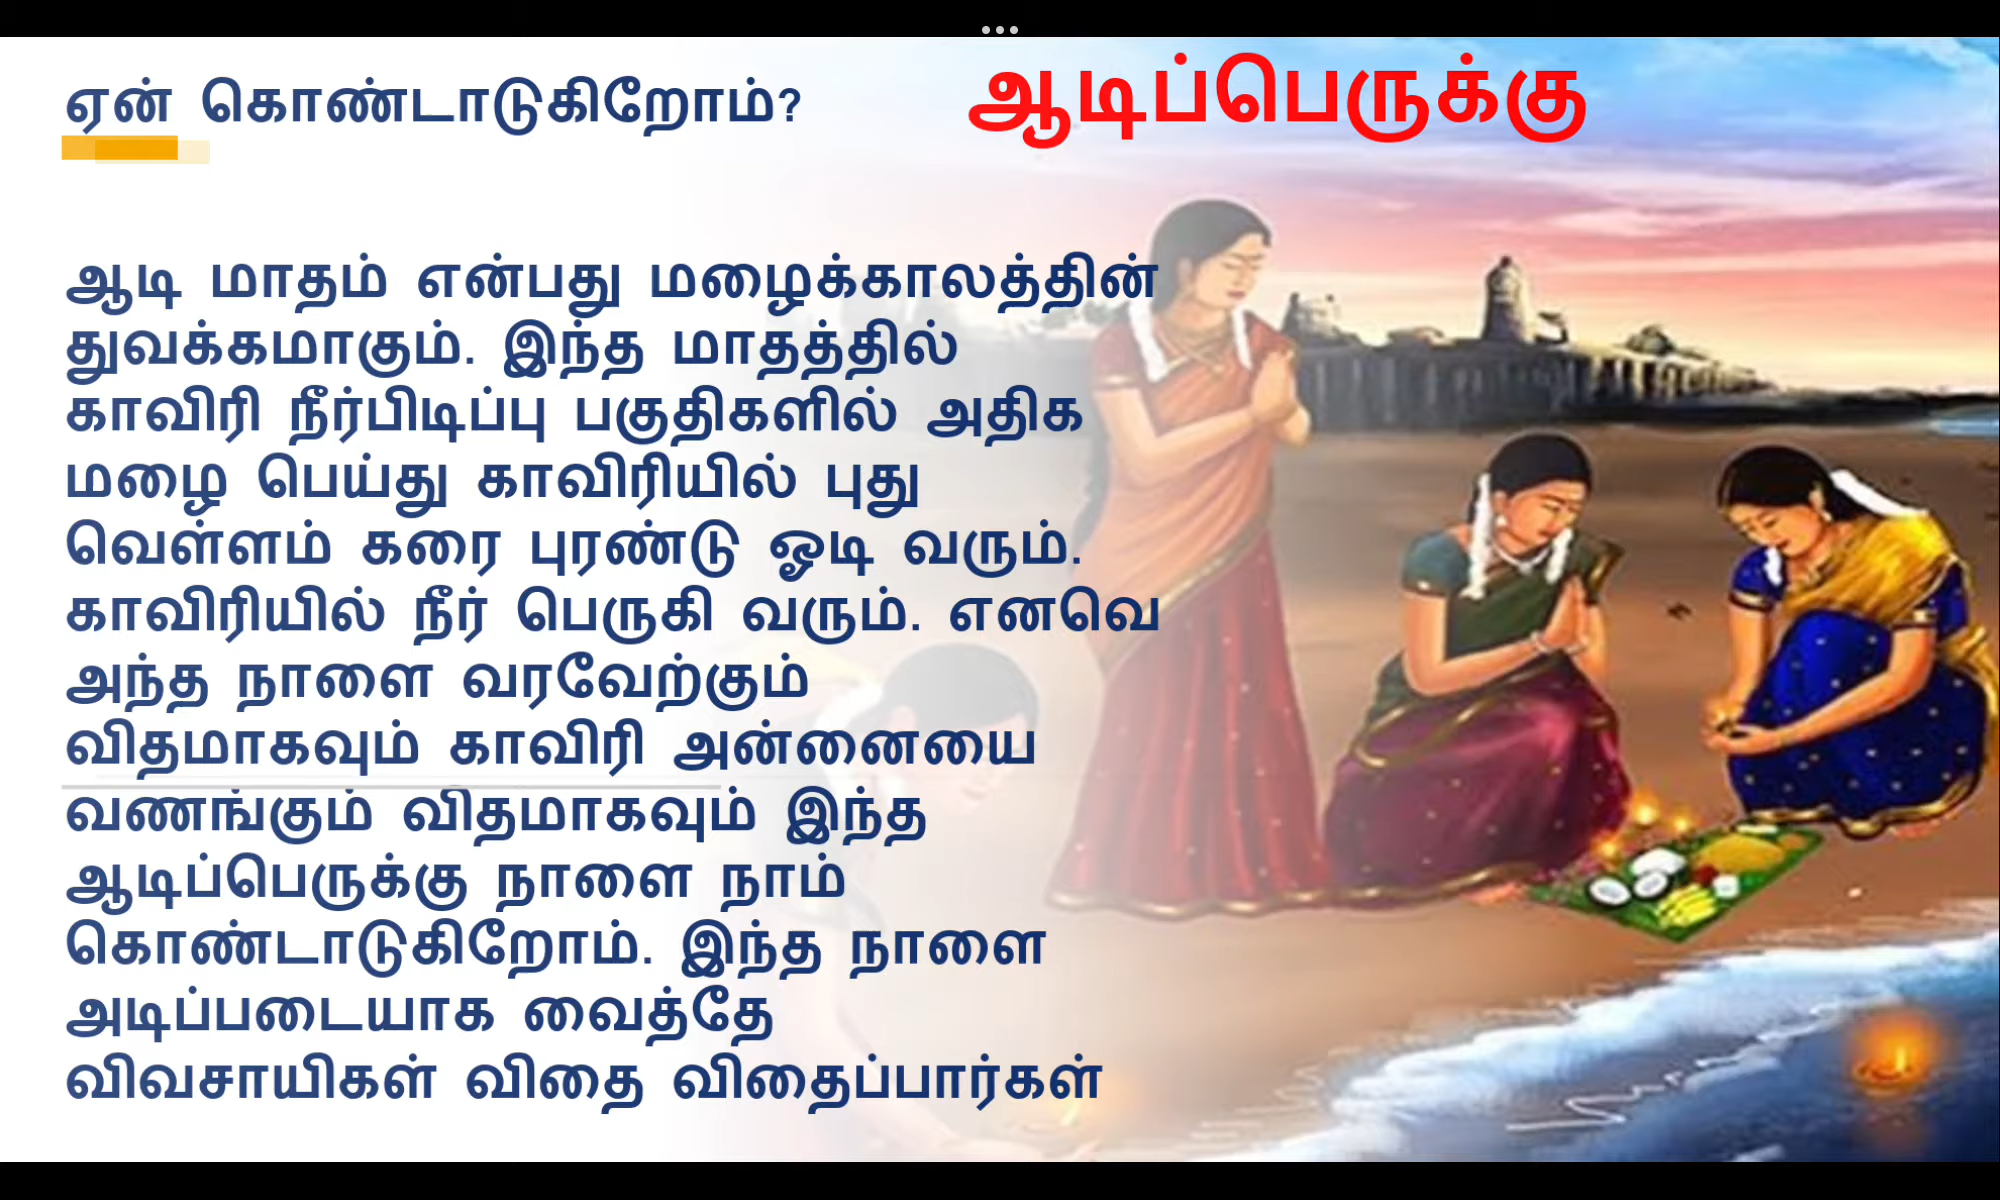 ஏன் கொண்டாடுகிறோம்?
ஆடிப்பெருக்கு
ஆடி மாதம் என்பது மழைக்காலத்தின்
துவக்கமாகும். இந்த மாதத்தில்
காவிரி நீர்பிடிப்பு பகுதிகளில் அதிக
மழை பெய்து காவிரியில் புது
வெள்ளம் கரை புரண்டு ஓடி வரும்.
காவிரியில் நீர் பெருகி வரும். எனவெ
அந்த நாளை வரவேற்கும்
விதமாகவும் காவிரி அன்னையை
வணங்கும் விதமாகவும் இந்த
ஆடிப்பெருக்கு நாளை நாம்
கொண்டாடுகிறோம். இந்த நாளை
அடிப்படையாக வைத்தே
விவசாயிகள் விதை விதைப்பார்கள்